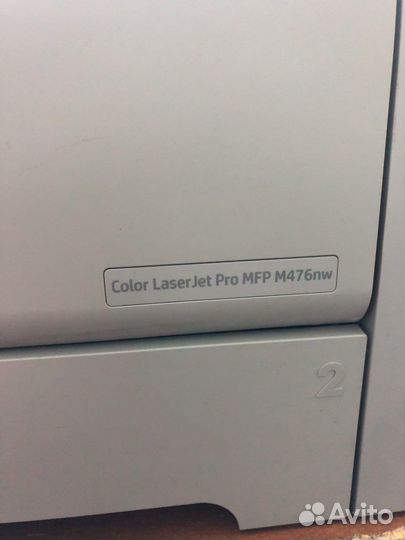 Color LaserJet Pro MFP M476nw
2
Avito